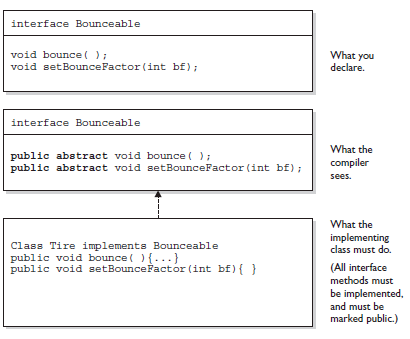 interface Bounceable
void bounce( );
void setBounceFactor(int bf);
What you
declare.
interface Bounceable
public abstract void bounce( );
public abstract void setBounceFactor(int bf);
What the
compiler
sees.
Class Tire implements Bounceable
public void bounce( ){...}
public void setBounceFactor(int bf){ }
What the
implementing
class must do.
(All interface
methods must
be implemented,
and must be
marked public.)